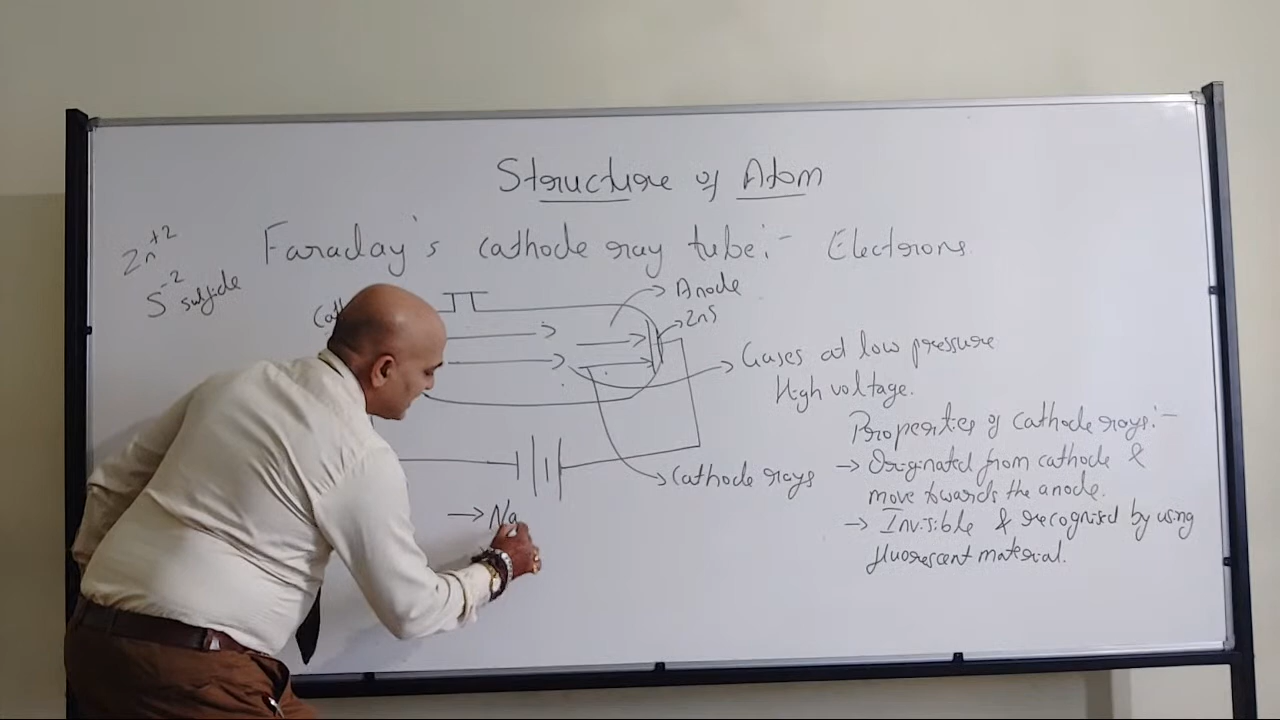 Structure of Atom
Faraday's cathode ray tube:- Electrons
Zn+2
S-2 sulfide
Anode
ZnS
Gases at low pressure
High voltage.
Cathode rays
Properties of cathode rays:-
→ Originated from cathode &
move towards the anode.
→ Invisible & recognised by using
fluorescent material.
→ Na